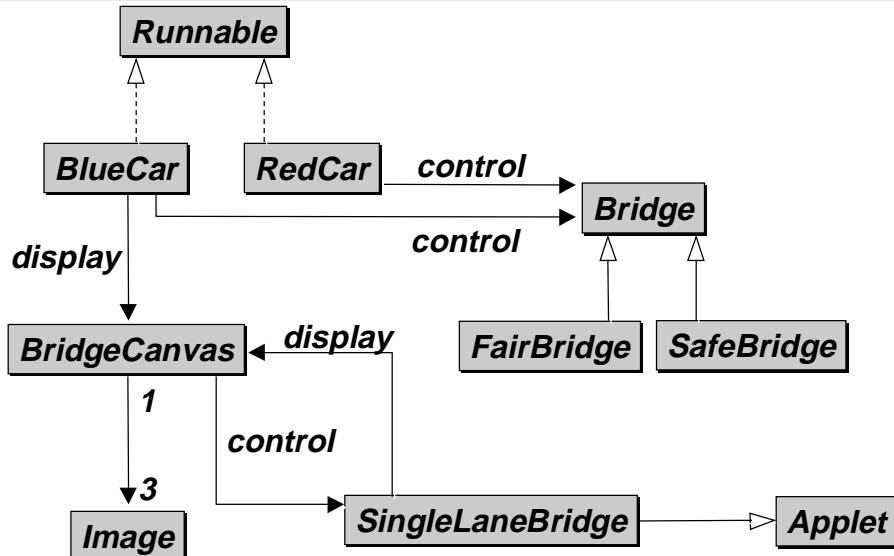 Runnable
BlueCar
RedCar
control
Bridge
control
display
BridgeCanvas
display
FairBridge
SafeBridge
1
control
3
Image
SingleLaneBridge
Applet